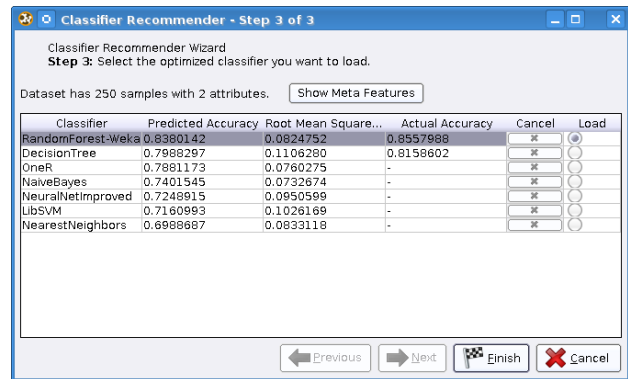 Classifier Recommender - Step 3 of 3
Classifier Recommender Wizard
Step 3: Select the optimized classifier you want to load.
Dataset has 250 samples with 2 attributes. Show Meta Features
Classifier Predicted Accuracy Root Mean Square... Actual Accuracy Cancel Load
RandomForest-Weka 0.8380142 0.0824752 0.8557988
DecisionTree 0.7988297 0.1106280 0.8158602
OneR 0.7881173 0.0760275 -
NaiveBayes 0.7401545 0.0732674 -
NeuralNetImproved 0.7248915 0.0950599 -
LibSVM 0.7160993 0.1026169 -
NearestNeighbors 0.6988687 0.0833118 -
Previous Next Finish Cancel